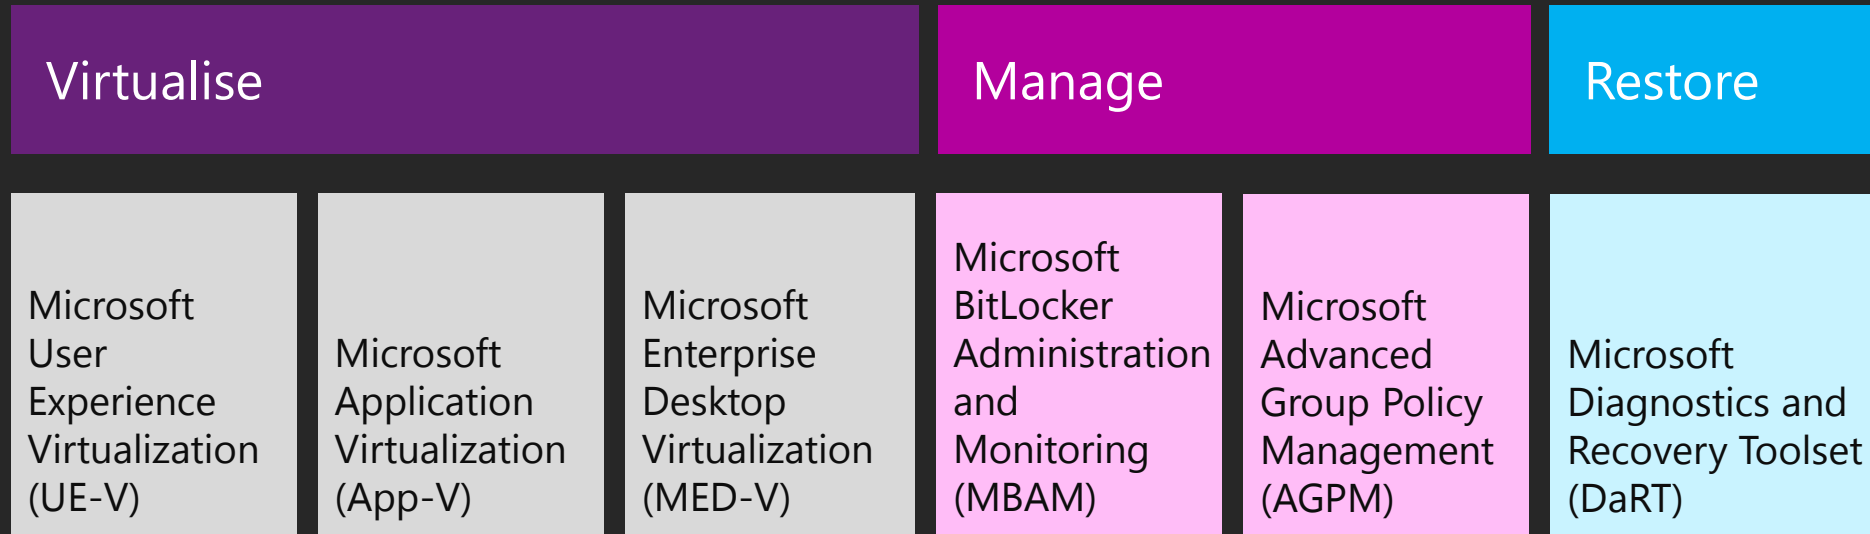 Virtualise
Manage
Restore
Microsoft
User
Experience
Virtualization
(UE-V)
Microsoft
Application
Virtualization
(App-V)
Microsoft
Enterprise
Desktop
Virtualization
(MED-V)
Microsoft
BitLocker
Administration
and
Monitoring
(MBAM)
Microsoft
Advanced
Group Policy
Management
(AGPM)
Microsoft
Diagnostics and
Recovery Toolset
(DaRT)